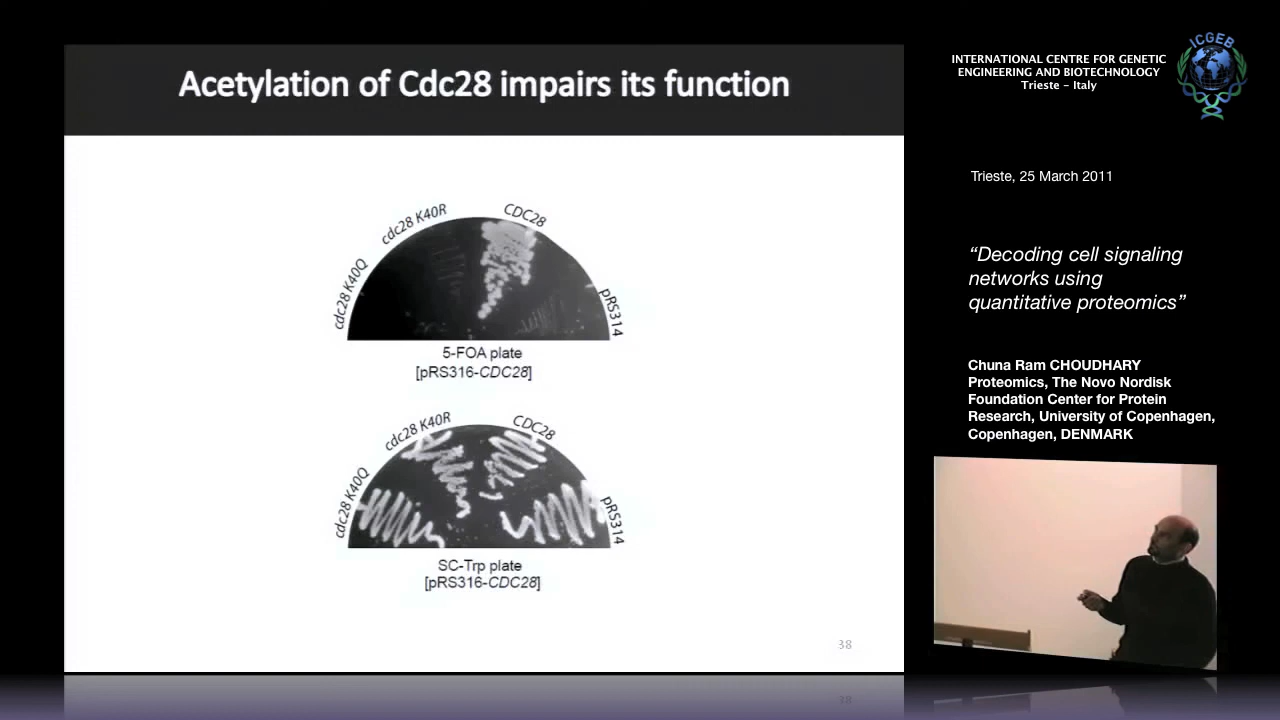 Acetylation of Cdc28 impairs its function
cdc28 K40Q
cdc28 K40R
CDC28
pRS314
5-FOA plate
[pRS316-CDC28]
cdc28 K40Q
cdc28 K40R
CDC28
pRS314
SC-Trp plate
[pRS316-CDC28]
38
38
INTERNATIONAL CENTRE FOR GENETIC
ENGINEERING AND BIOTECHNOLOGY
Trieste – Italy
ICGEB
Trieste, 25 March 2011
“Decoding cell signaling
networks using
quantitative proteomics”
Chuna Ram CHOUDHARY
Proteomics, The Novo Nordisk
Foundation Center for Protein
Research, University of Copenhagen,
Copenhagen, DENMARK